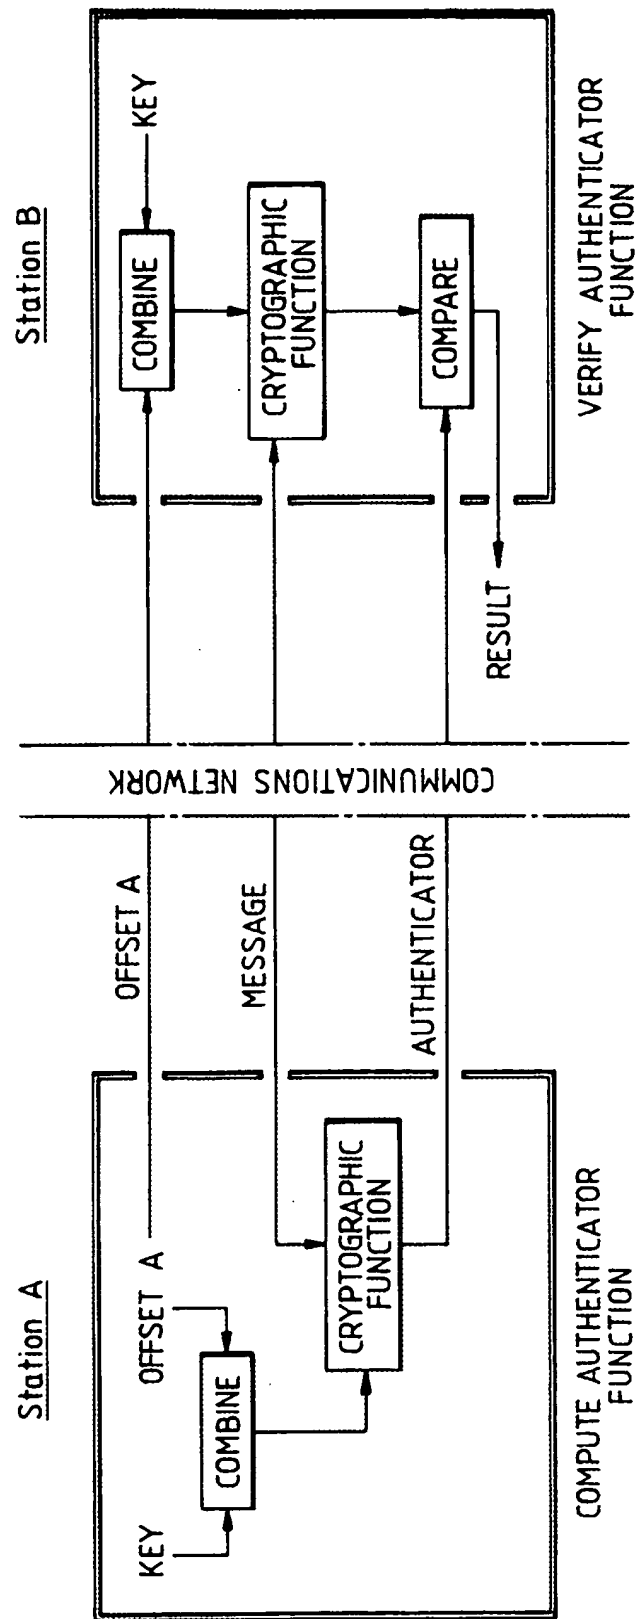 Station A
KEY
OFFSET A
COMBINE
CRYPTOGRAPHIC
FUNCTION
COMPUTE AUTHENTICATOR
FUNCTION
OFFSET A
MESSAGE
AUTHENTICATOR
COMMUNICATIONS NETWORK
Station B
KEY
COMBINE
CRYPTOGRAPHIC
FUNCTION
COMPARE
RESULT
VERIFY AUTHENTICATOR
FUNCTION